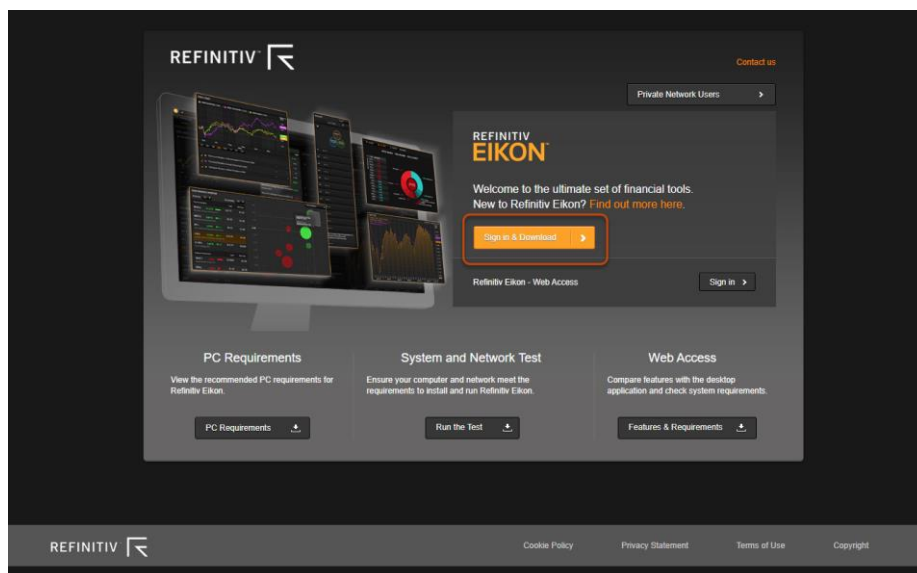 REFINITIV
Contact us
Private Network Users
REFINITIV
EIKON
Welcome to the ultimate set of financial tools.
New to Refinitiv Eikon? Find out more here.
Sign in & Download
Refinitiv Eikon - Web Access
Sign in
PC Requirements
View the recommended PC requirements for
Refinitiv Eikon.
PC Requirements
System and Network Test
Ensure your computer and network meet the
requirements to install and run Refinitiv Eikon.
Run the Test
Web Access
Compare features with the desktop
application and check system requirements.
Features & Requirements
REFINITIV
Cookie Policy
Privacy Statement
Terms of Use
Copyright